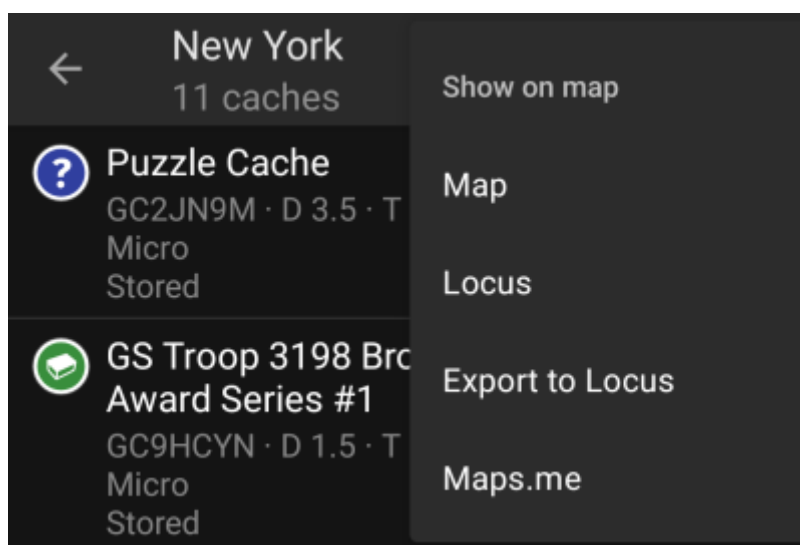 New York
11 caches
?
Puzzle Cache
GC2JN9M · D 3.5 · T
Micro
Stored
GS Troop 3198 Bro
Award Series #1
GC9HCYN · D 1.5 · T
Micro
Stored
Show on map
Map
Locus
Export to Locus
Maps.me